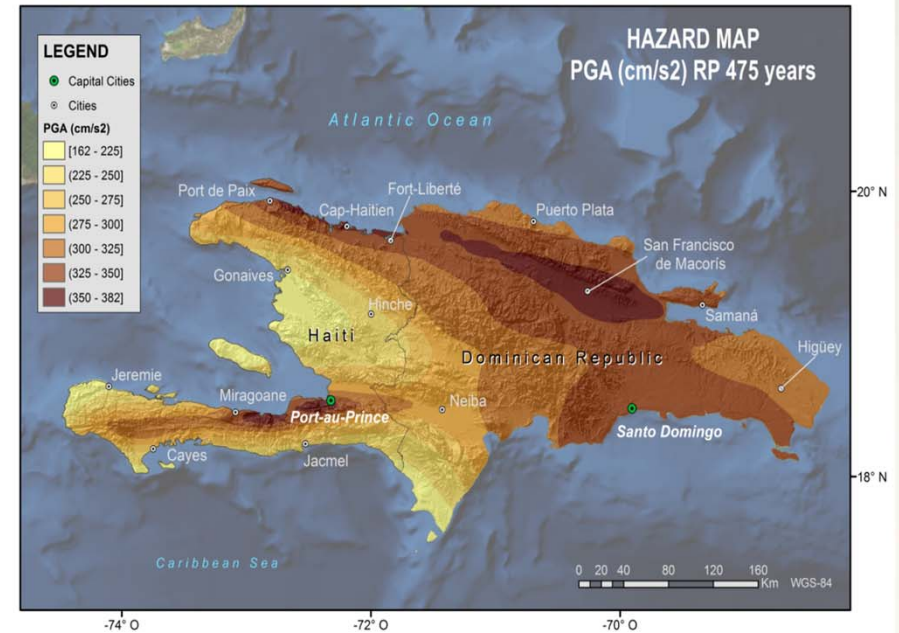 HAZARD MAP
PGA (cm/s2) RP 475 years
LEGEND
Capital Cities
Cities
PGA (cm/s2)
[162 - 225]
(225 - 250]
(250 - 275]
(275 - 300]
(300 - 325]
(325 - 350]
(350 - 382]
Atlantic Ocean
20° N
Port de Paix
Fort-Liberté
Cap-Haitien
Puerto Plata
San Francisco
de Macorís
Gonaives
Hinche
Samaná
Haiti
Dominican Republic
Higüey
Jeremie
Miragoane
Neiba
Port-au-Prince
Santo Domingo
Cayes
Jacmel
18° N
Caribbean Sea
0 20 40 80 120 160
Km WGS-84
-74° O
-72° O
-70° O